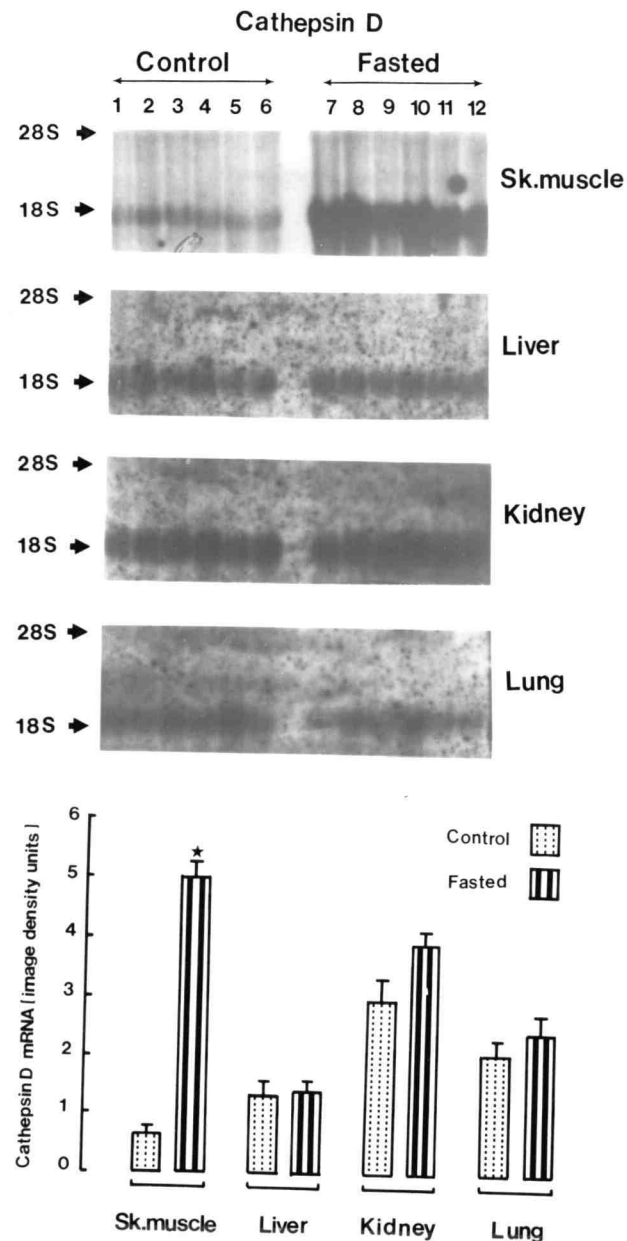 Cathepsin D
Control Fasted
1 2 3 4 5 6 7 8 9 10 11 12
28S
Sk.muscle
18S
28S
Liver
18S
28S
Kidney
18S
28S
Lung
18S
Cathepsin D mRNA [image density units]
6
5
4
3
2
1
0
★
Control
Fasted
Sk.muscle Liver Kidney Lung